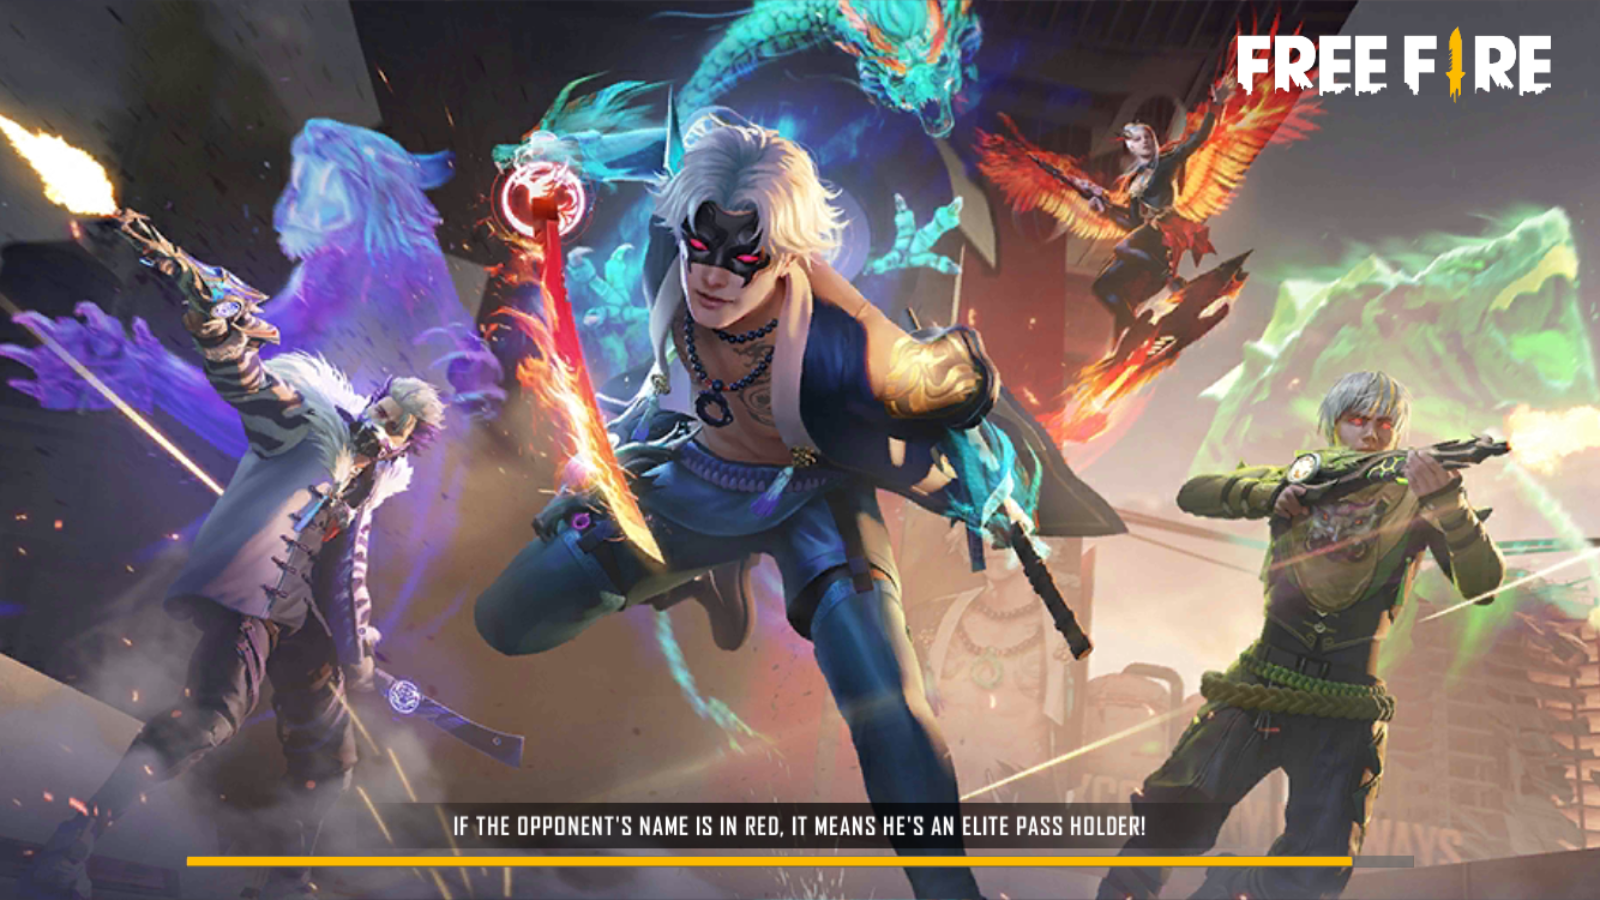 FREE FIRE
IF THE OPPONENT'S NAME IS IN RED, IT MEANS HE'S AN ELITE PASS HOLDER!